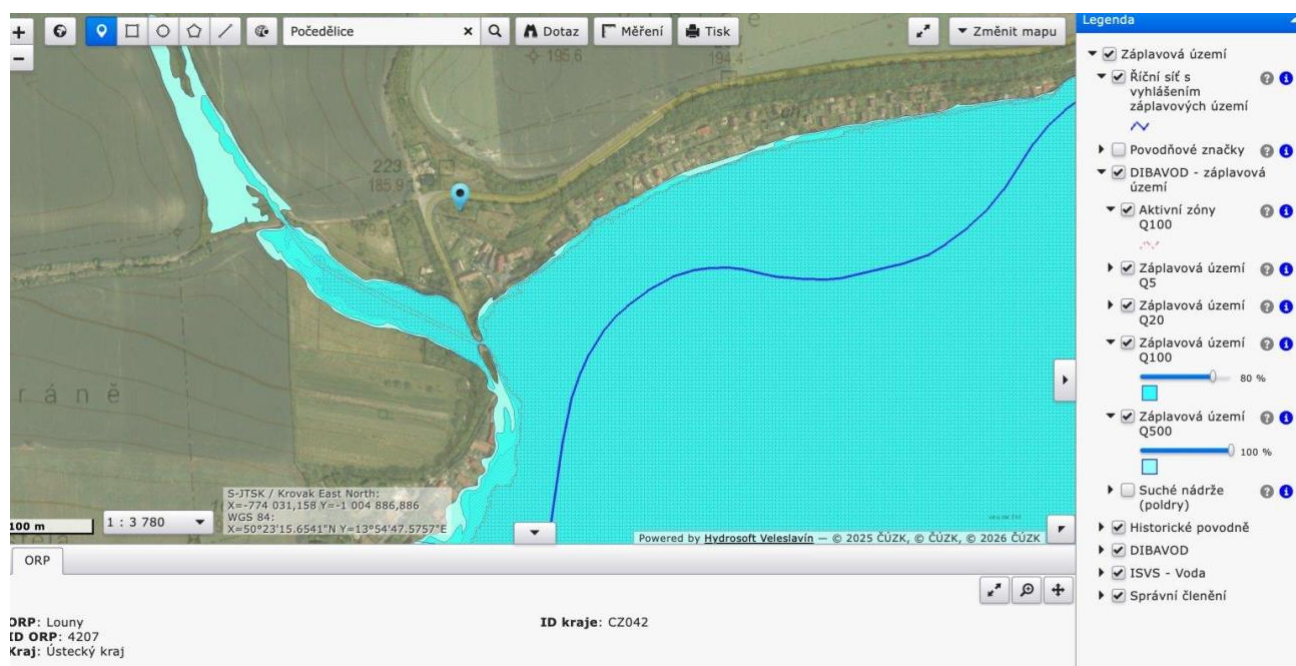 +
Počedělice
×
Dotaz
Měření
Tisk
Změnit mapu
−
195.6
194.4
223
185.9
r á n ě
S-JTSK / Krovak East North:
X=-774 031,158 Y=-1 004 886,886
WGS 84:
X=50°23'15.6541"N Y=13°54'47.5757"E
100 m
1 : 3 780
Powered by Hydrosoft Veleslavín — © 2025 ČÚZK, © ČÚZK, © 2026 ČÚZK
Legenda
Záplavová území
Říční síť s
vyhlášením
záplavových území
Povodňové značky
DIBAVOD - záplavová
území
Aktivní zóny
Q100
Záplavová území
Q5
Záplavová území
Q20
Záplavová území
Q100
80 %
Záplavová území
Q500
100 %
Suché nádrže
(poldry)
Historické povodně
DIBAVOD
ISVS - Voda
Správní členění
ORP
ORP: Louny
ID ORP: 4207
Kraj: Ústecký kraj
ID kraje: CZ042